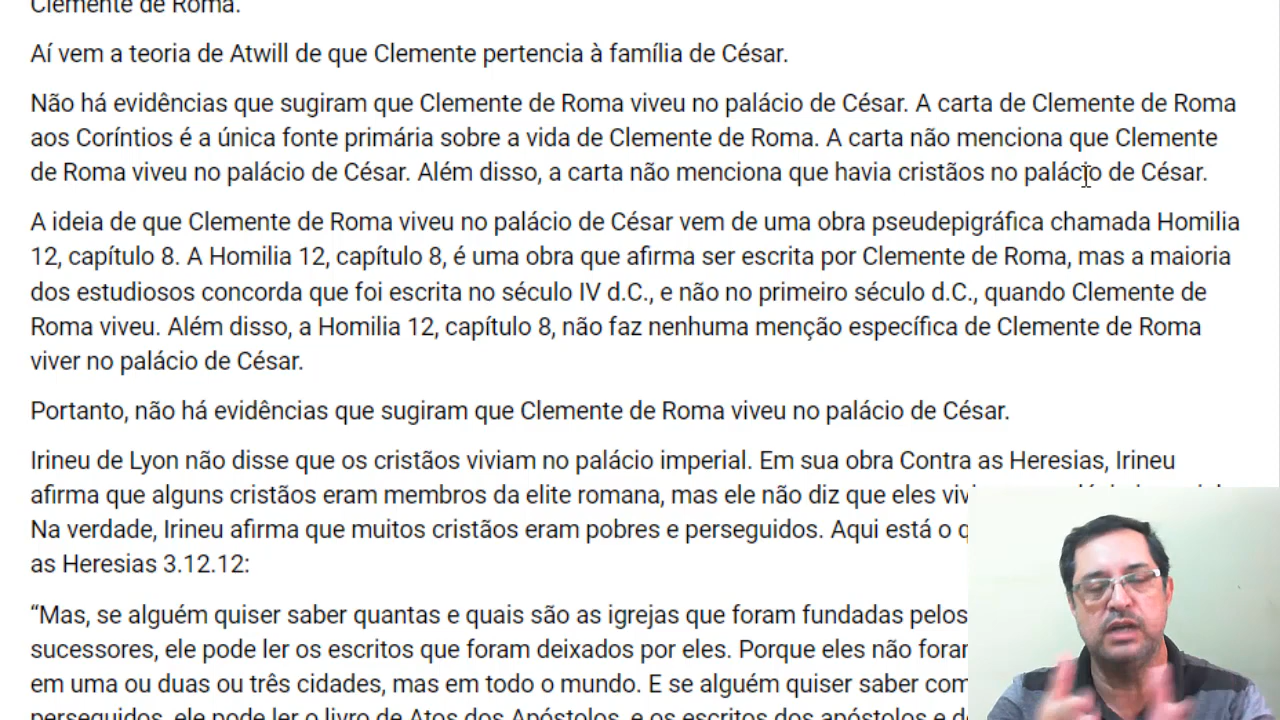 Clemente de Roma.
Aí vem a teoria de Atwill de que Clemente pertencia à família de César.
Não há evidências que sugiram que Clemente de Roma viveu no palácio de César. A carta de Clemente de Roma
aos Coríntios é a única fonte primária sobre a vida de Clemente de Roma. A carta não menciona que Clemente
de Roma viveu no palácio de César. Além disso, a carta não menciona que havia cristãos no palácio de César.
A ideia de que Clemente de Roma viveu no palácio de César vem de uma obra pseudepigráfica chamada Homilia
12, capítulo 8. A Homilia 12, capítulo 8, é uma obra que afirma ser escrita por Clemente de Roma, mas a maioria
dos estudiosos concorda que foi escrita no século IV d.C., e não no primeiro século d.C., quando Clemente de
Roma viveu. Além disso, a Homilia 12, capítulo 8, não faz nenhuma menção específica de Clemente de Roma
viver no palácio de César.
Portanto, não há evidências que sugiram que Clemente de Roma viveu no palácio de César.
Irineu de Lyon não disse que os cristãos viviam no palácio imperial. Em sua obra Contra as Heresias, Irineu
afirma que alguns cristãos eram membros da elite romana, mas ele não diz que eles
Na verdade, Irineu afirma que muitos cristãos eram pobres e perseguidos. Aqui está o
as Heresias 3.12.12:
“Mas, se alguém quiser saber quantas e quais são as igrejas que foram fundadas pelos
sucessores, ele pode ler os escritos que foram deixados por eles. Porque eles não
em uma ou duas ou três cidades, mas em todo o mundo. E se alguém quiser saber
perseguidos, ele pode ler o livro de Atos dos Apóstolos, e os escritos dos apóstolos e